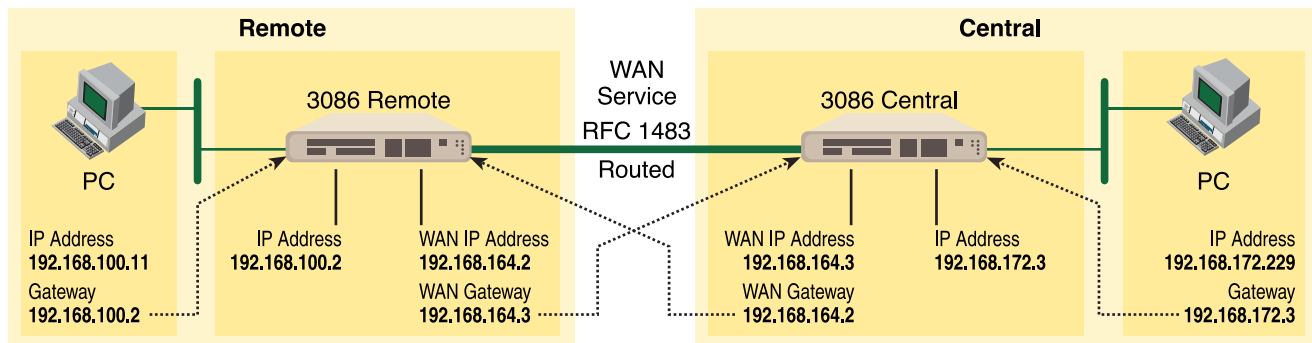 Remote
PC
IP Address
192.168.100.11
Gateway
192.168.100.2
3086 Remote
IP Address
192.168.100.2
WAN IP Address
192.168.164.2
WAN Gateway
192.168.164.3
WAN
Service
RFC 1483
Routed
Central
3086 Central
WAN IP Address
192.168.164.3
WAN Gateway
192.168.164.2
IP Address
192.168.172.3
PC
IP Address
192.168.172.229
Gateway
192.168.172.3